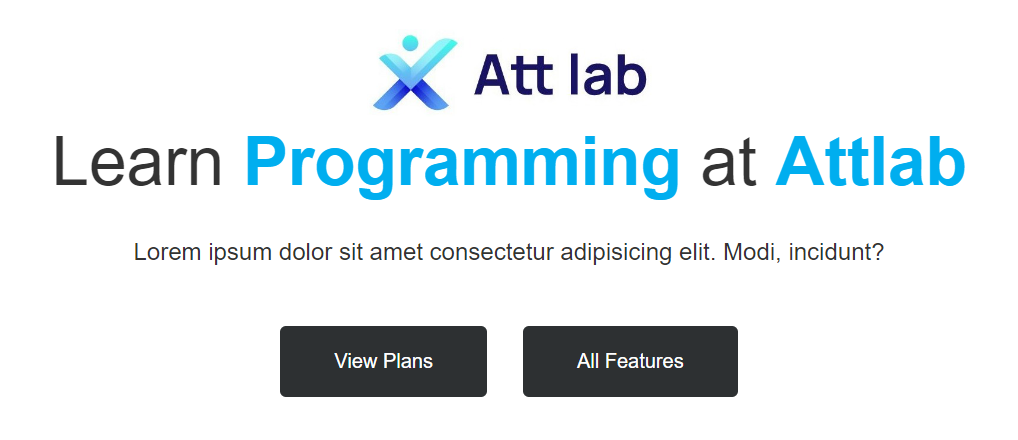 Att lab
Learn Programming at Attlab
Lorem ipsum dolor sit amet consectetur adipisicing elit. Modi, incidunt?
View Plans
All Features